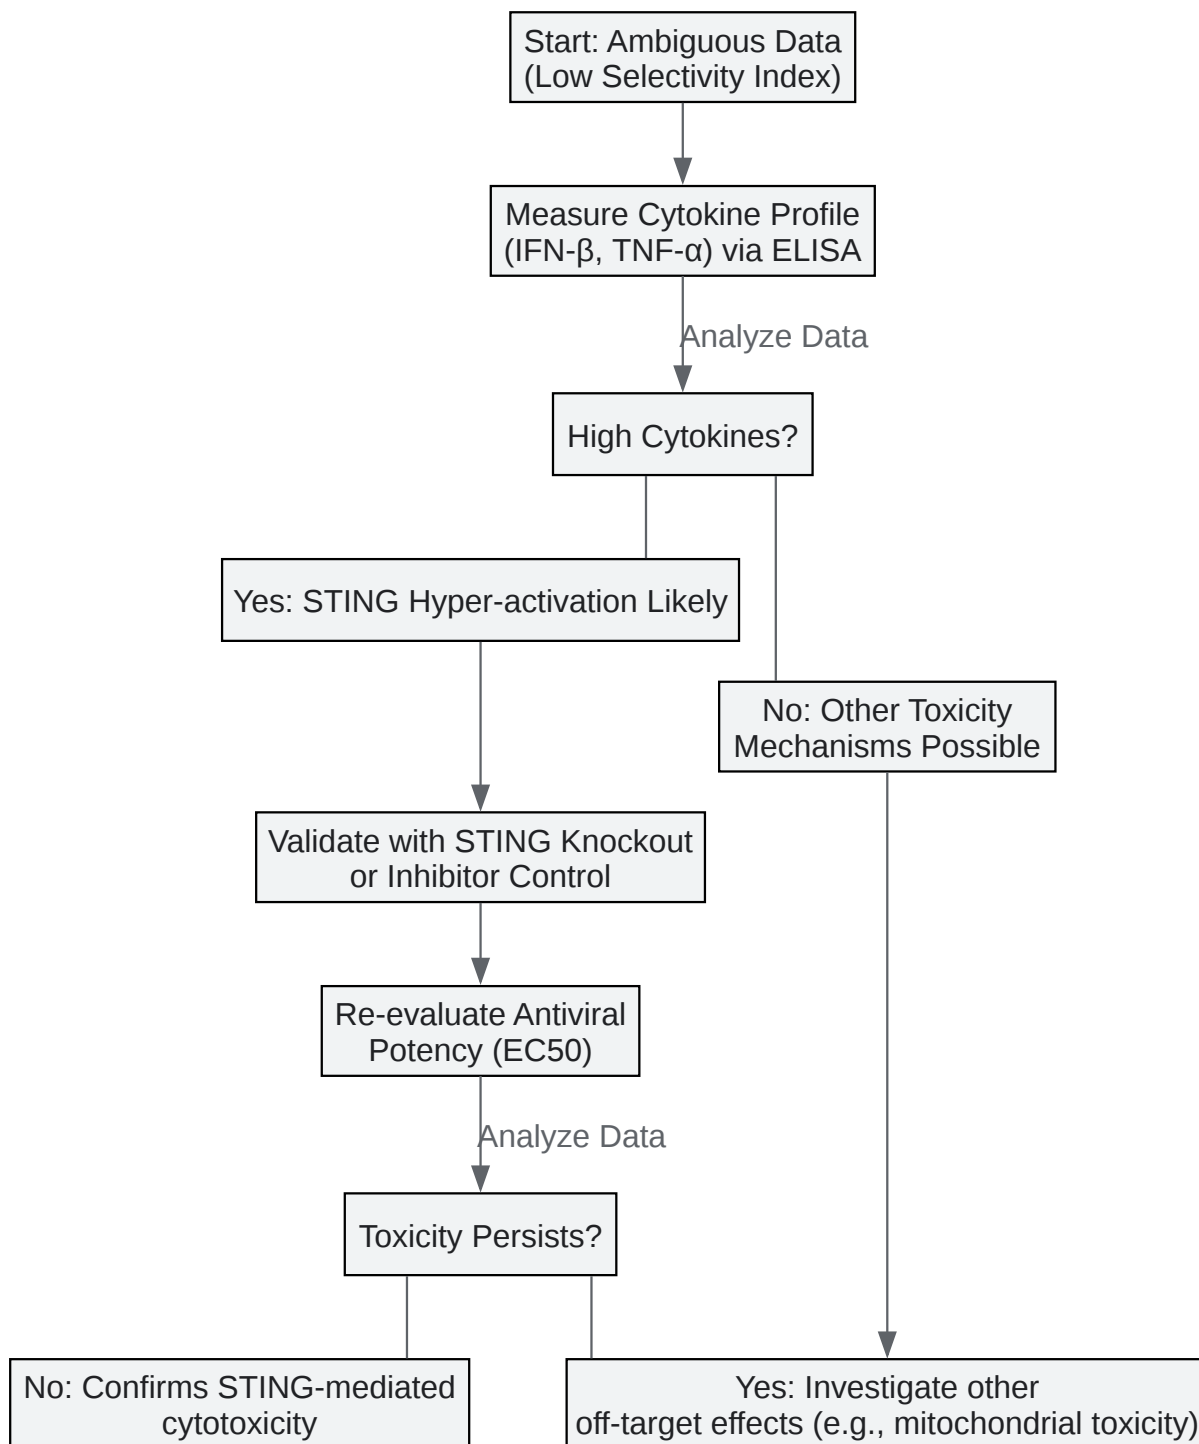 Start: Ambiguous Data
(Low Selectivity Index)
Measure Cytokine Profile
(IFN-β, TNF-α) via ELISA
Analyze Data
High Cytokines?
Yes: STING Hyper-activation Likely
No: Other Toxicity
Mechanisms Possible
Validate with STING Knockout
or Inhibitor Control
Re-evaluate Antiviral
Potency (EC50)
Analyze Data
Toxicity Persists?
No: Confirms STING-mediated
cytotoxicity
Yes: Investigate other
off-target effects (e.g., mitochondrial toxicity)